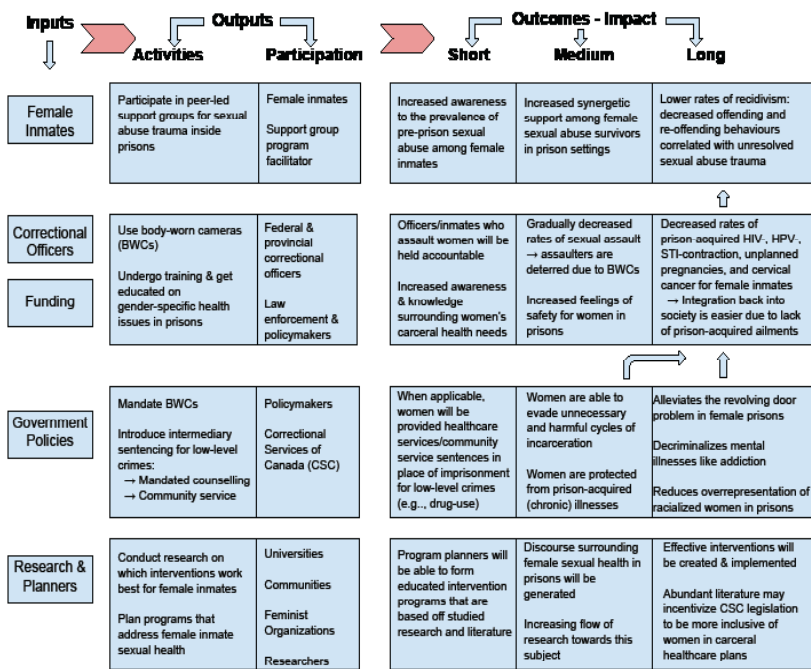 Inputs
Outputs
Outcomes - Impact
Activities
Participation
Short
Medium
Long
Female
Inmates
Participate in peer-led
support groups for sexual
abuse trauma inside
prisons
Female inmates
Support group
program
facilitator
Increased awareness
to the prevalence of
pre-prison sexual
abuse among female
inmates
Increased synergetic
support among female
sexual abuse survivors
in prison settings
Lower rates of recidivism:
decreased offending and
re-offending behaviours
correlated with unresolved
sexual abuse trauma
Correctional
Officers
Funding
Use body-worn cameras
(BWCs)
Undergo training & get
educated on
gender-specific health
issues in prisons
Federal &
provincial
correctional
officers
Law
enforcement &
policymakers
Officers/inmates who
assault women will be
held accountable
Increased awareness
& knowledge
surrounding women's
carceral health needs
Gradually decreased
rates of sexual assault
→ assaulters are
deterred due to BWCs
Increased feelings of
safety for women in
prisons
Decreased rates of
prison-acquired HIV-, HPV-,
STI-contraction, unplanned
pregnancies, and cervical
cancer for female inmates
→ Integration back into
society is easier due to lack
of prison-acquired ailments
Government
Policies
Mandate BWCs
Introduce intermediary
sentencing for low-level
crimes:
→ Mandated counselling
→ Community service
Policymakers
Correctional
Services of
Canada (CSC)
When applicable,
women will be
provided healthcare
services/community
service sentences in
place of imprisonment
for low-level crimes
(e.g.., drug-use)
Women are able to
evade unnecessary
and harmful cycles of
incarceration
Women are protected
from prison-acquired
(chronic) illnesses
Alleviates the revolving door
problem in female prisons
Decriminalizes mental
illnesses like addiction
Reduces overrepresentation of
racialized women in prisons
Research &
Planners
Conduct research on
which interventions work
best for female inmates
Plan programs that
address female inmate
sexual health
Universities
Communities
Feminist
Organizations
Researchers
Program planners will
be able to form
educated intervention
programs that are
based off studied
research and literature
Discourse surrounding
female sexual health in
prisons will be
generated
Increasing flow of
research towards this
subject
Effective interventions will
be created & implemented
Abundant literature may
incentivize CSC legislation
to be more inclusive of
women in carceral
healthcare plans